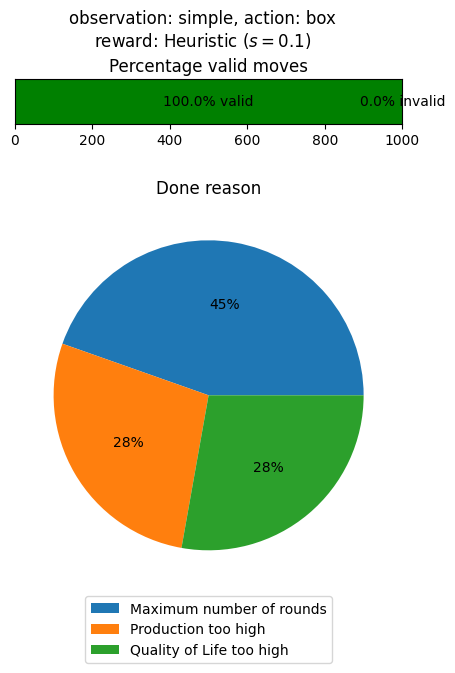 observation: simple, action: box
reward: Heuristic (s = 0.1)
Percentage valid moves
100.0% valid 0.0% invalid
0 200 400 600 800 1000
Done reason
45%
28%
28%
Maximum number of rounds
Production too high
Quality of Life too high